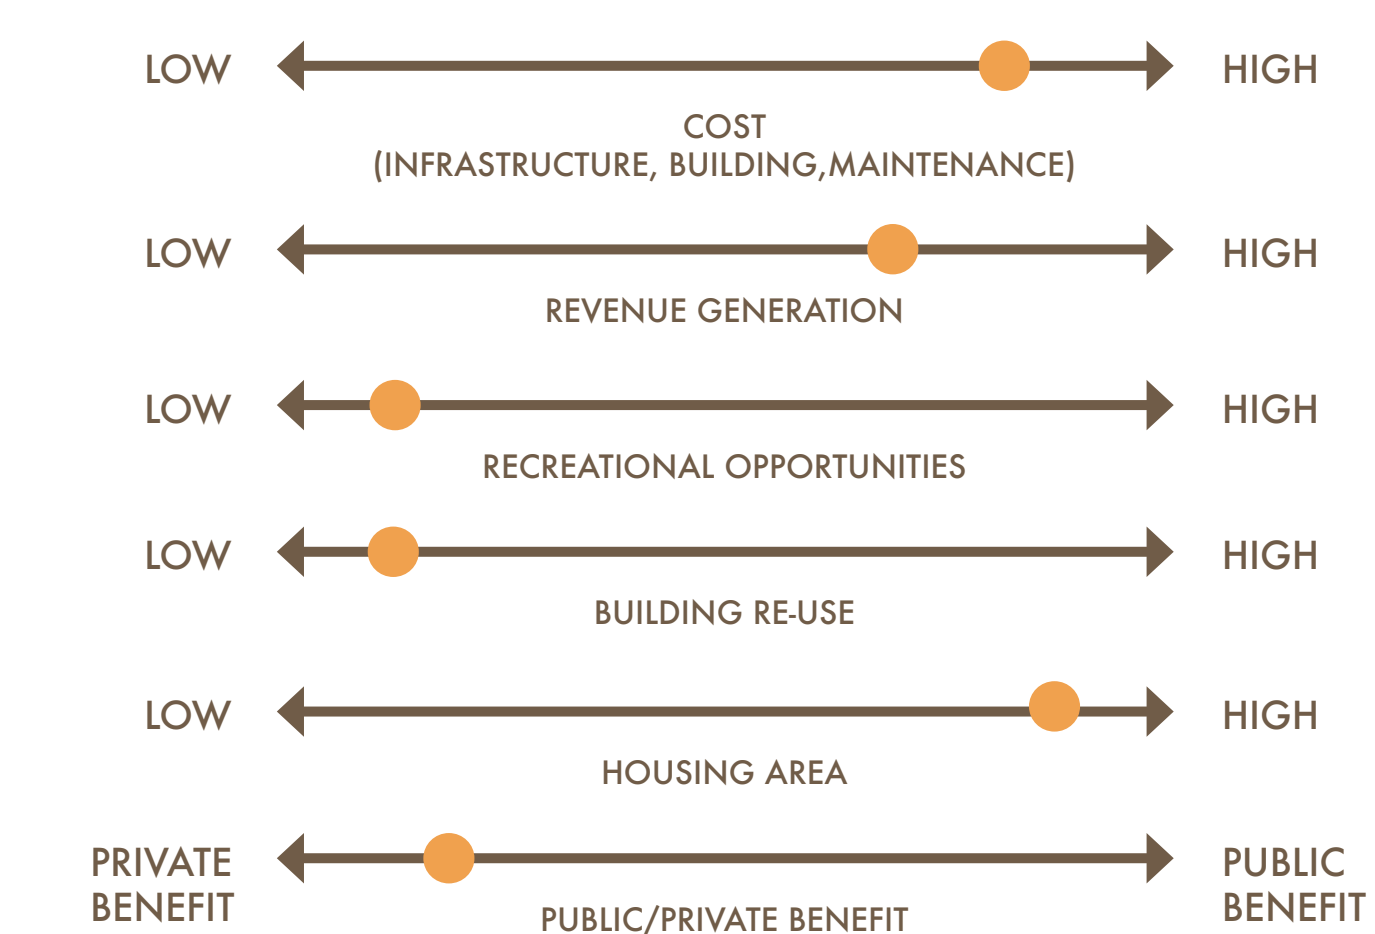 LOW
HIGH
COST
(INFRASTRUCTURE, BUILDING,MAINTENANCE)
LOW
HIGH
REVENUE GENERATION
LOW
HIGH
RECREATIONAL OPPORTUNITIES
LOW
HIGH
BUILDING RE-USE
LOW
HIGH
HOUSING AREA
PRIVATE
BENEFIT
PUBLIC
BENEFIT
PUBLIC/PRIVATE BENEFIT